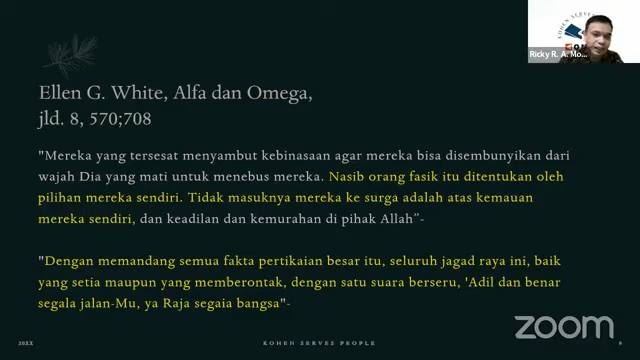 KOHEN SERVES
Ricky R. A. Mo...
Ellen G. White, Alfa dan Omega,
jld. 8, 570;708
"Mereka yang tersesat menyambut kebinasaan agar mereka bisa disembunyikan dari
wajah Dia yang mati untuk menebus mereka. Nasib orang fasik itu ditentukan oleh
pilihan mereka sendiri. Tidak masuknya mereka ke surga adalah atas kemauan
mereka sendiri, dan keadilan dan kemurahan di pihak Allah"-
"Dengan memandang semua fakta pertikaian besar itu, seluruh jagad raya ini, baik
yang setia maupun yang memberontak, dengan satu suara berseru, 'Adil dan benar
segala jalan-Mu, ya Raja segaia bangsa"-
20XX
KOHEN SERVES PEOPLE
9
zoom